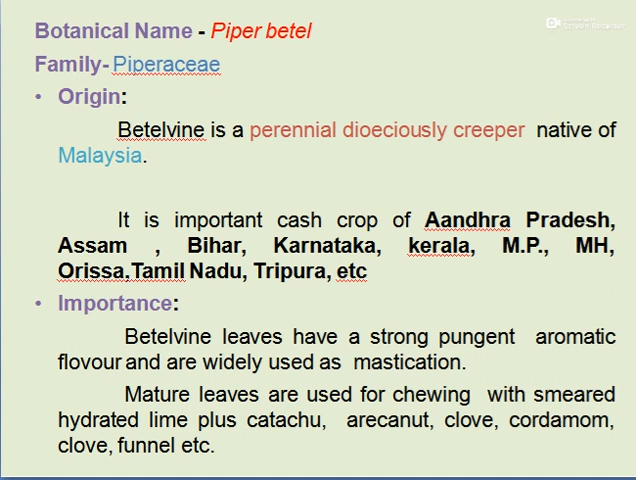 Botanical Name - Piper betel
Family- Piperaceae
• Origin:
Betelvine is a perennial dioeciously creeper native of
Malaysia.
It is important cash crop of Aandhra Pradesh,
Assam , Bihar, Karnataka, kerala, M.P., MH,
Orissa,Tamil Nadu, Tripura, etc
• Importance:
Betelvine leaves have a strong pungent aromatic
flovour and are widely used as mastication.
Mature leaves are used for chewing with smeared
hydrated lime plus catachu, arecanut, clove, cordamom,
clove, funnel etc.